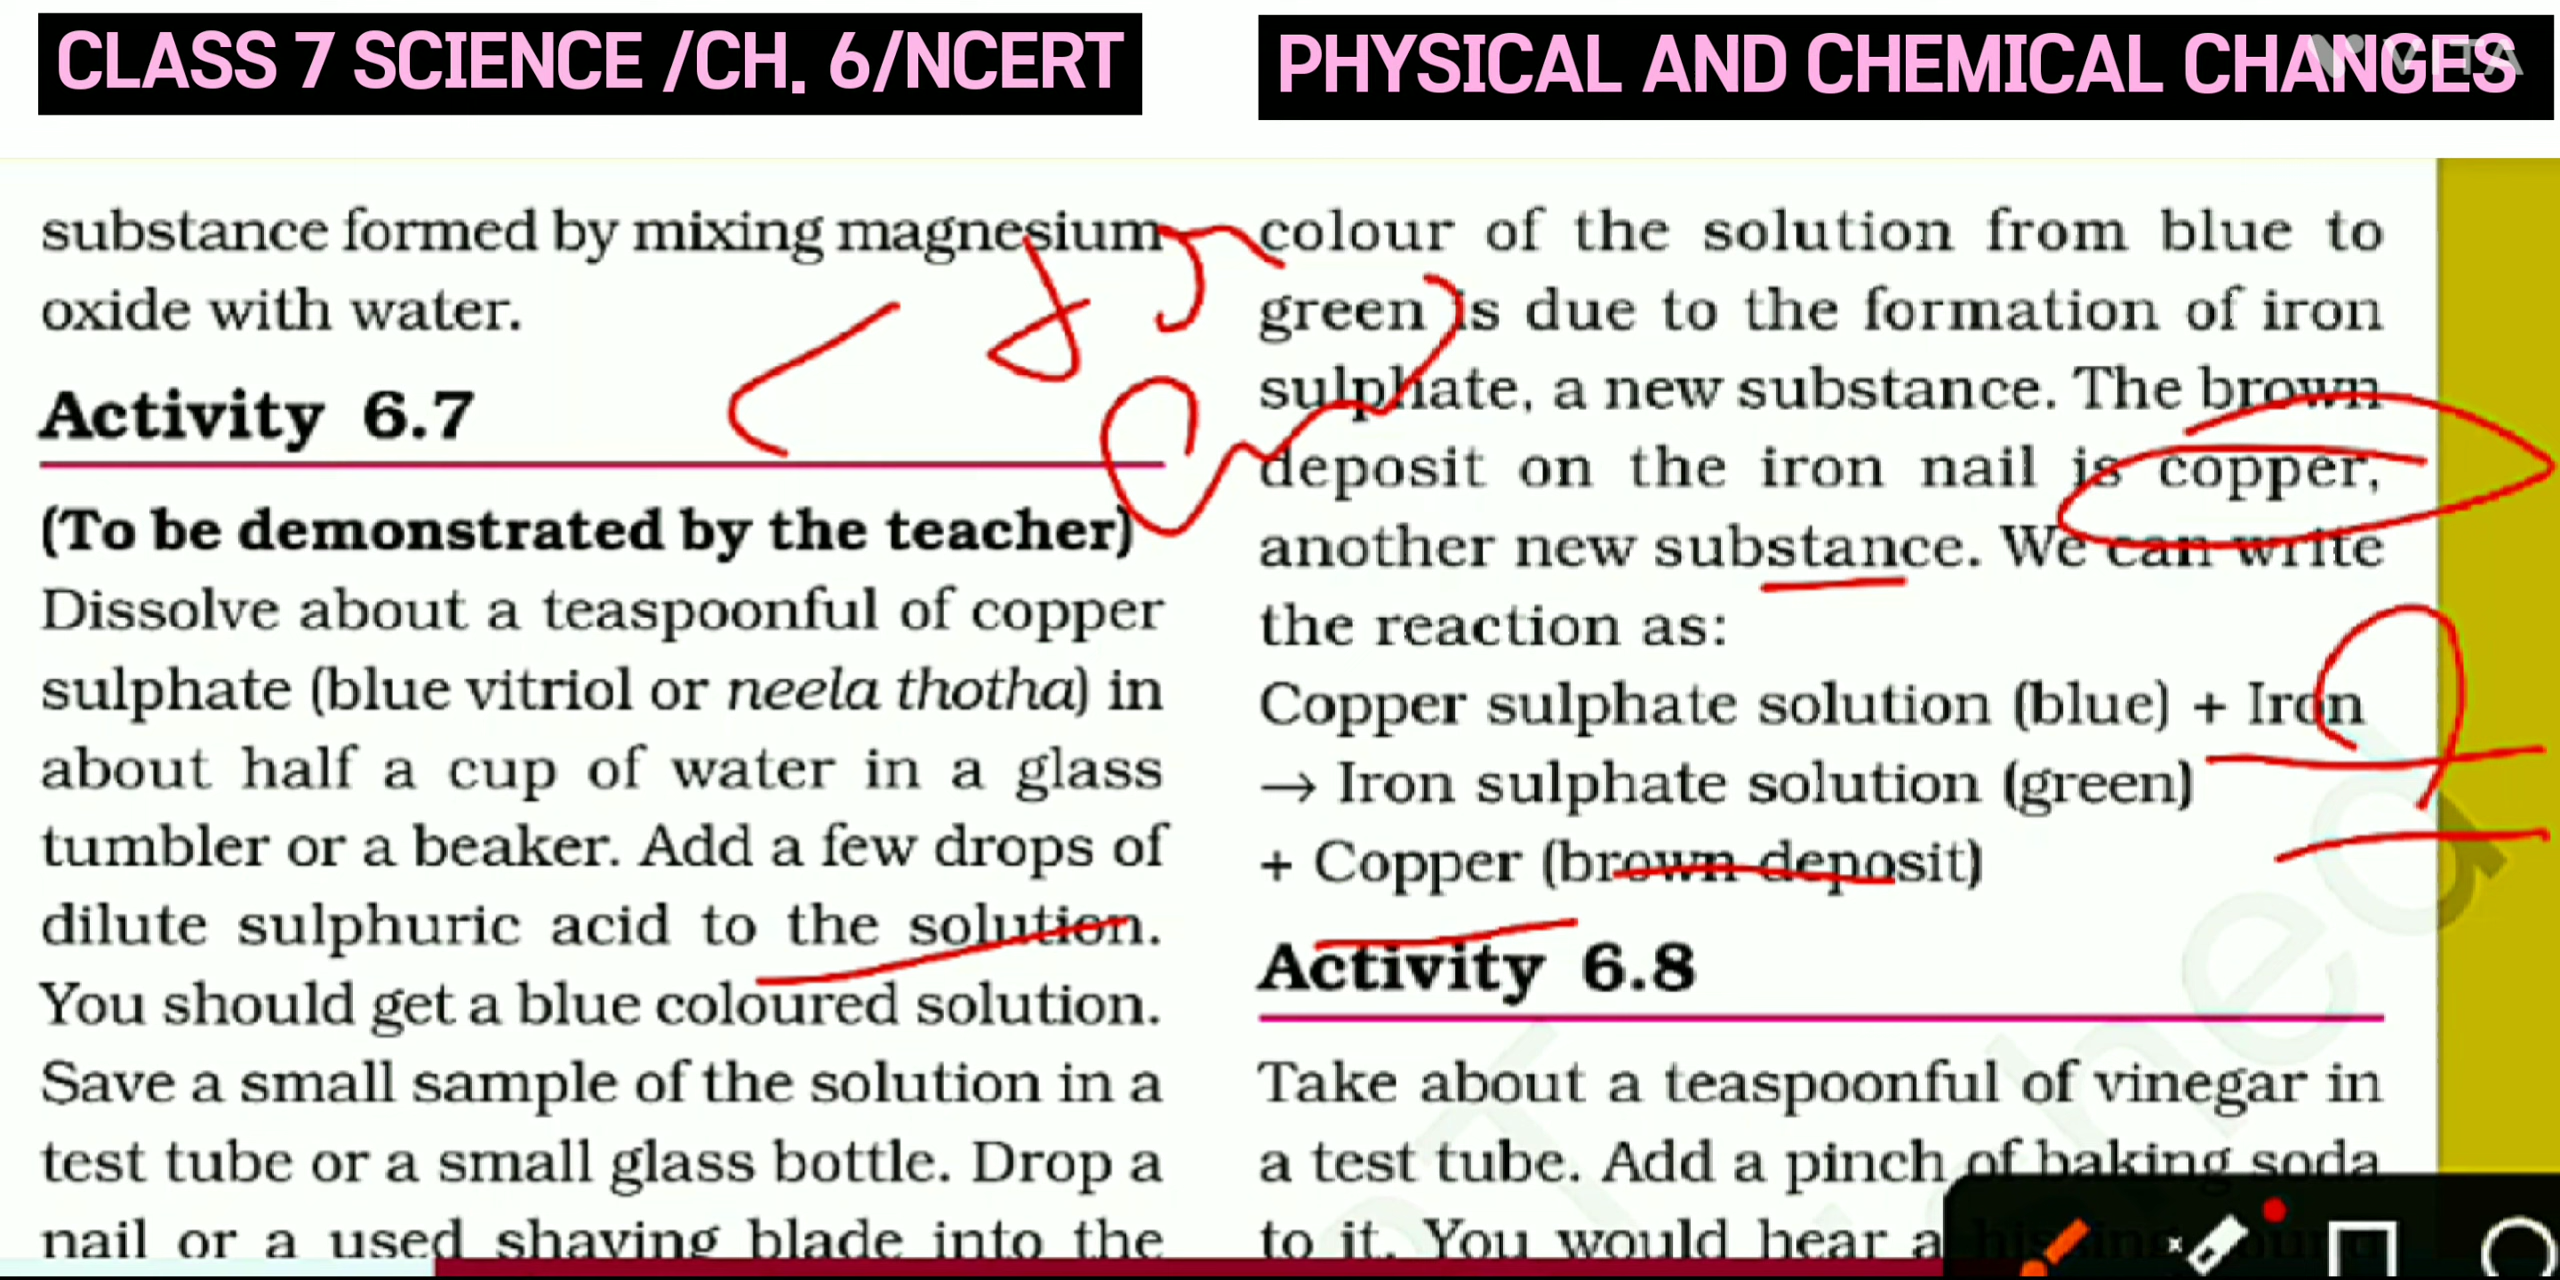 CLASS 7 SCIENCE /CH. 6/NCERT
PHYSICAL AND CHEMICAL CHANGES
VITA
substance formed by mixing magnesium
oxide with water.
Activity 6.7
(To be demonstrated by the teacher)
Dissolve about a teaspoonful of copper
sulphate (blue vitriol or neela thotha) in
about half a cup of water in a glass
tumbler or a beaker. Add a few drops of
dilute sulphuric acid to the solution.
You should get a blue coloured solution.
Save a small sample of the solution in a
test tube or a small glass bottle. Drop a
nail or a used shaving blade into the
colour of the solution from blue to
green is due to the formation of iron
sulphate, a new substance. The brown
deposit on the iron nail is copper,
another new substance. We can write
the reaction as:
Copper sulphate solution (blue) + Iron
→ Iron sulphate solution (green)
+ Copper (brown deposit)
Activity 6.8
Take about a teaspoonful of vinegar in
a test tube. Add a pinch of baking soda
to it. You would hear a hissing sound